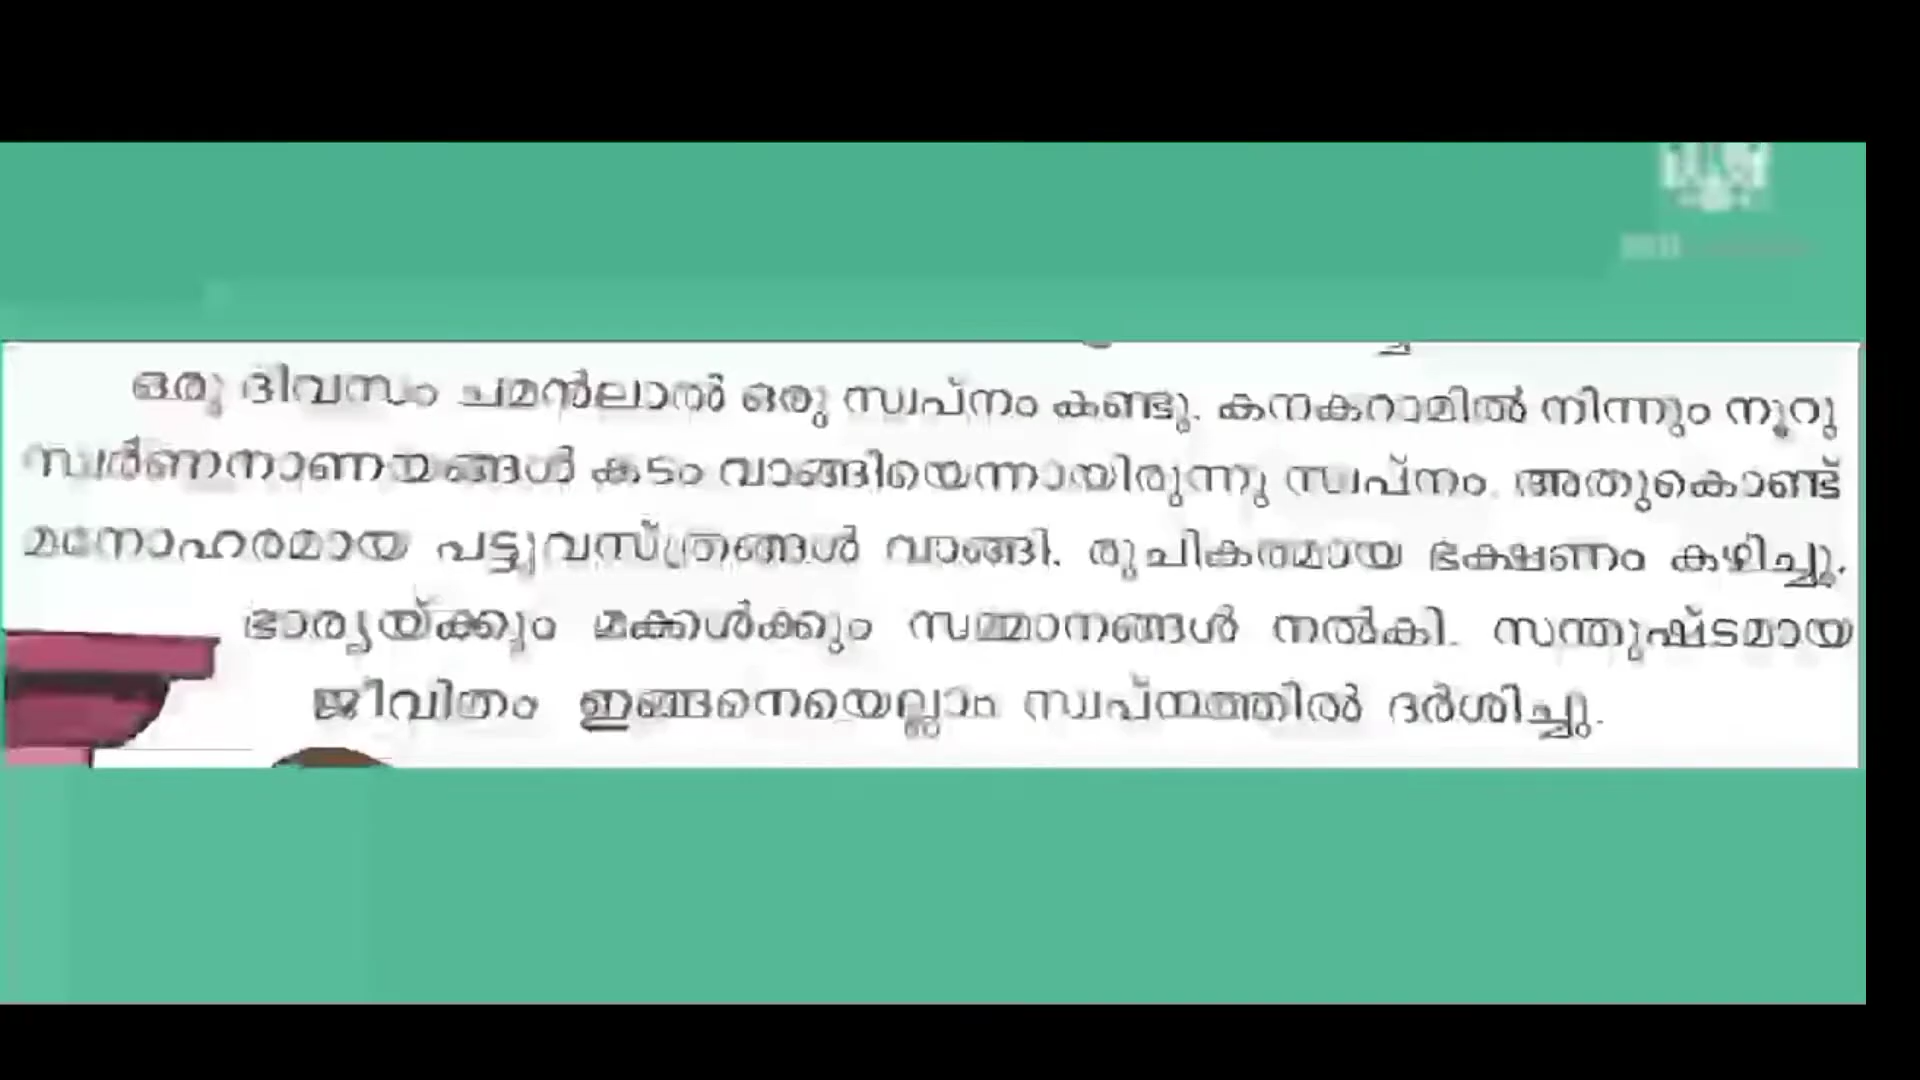 ഒരു ദിവസം ചമൻലാൽ ഒരു സ്വപ്നം കണ്ടു. കനകറാമിൽ നിന്നും നൂറു
സ്വർണനാണയങ്ങൾ കടം വാങ്ങിയെന്നായിരുന്നു സ്വപ്നം. അതുകൊണ്ട്
മനോഹരമായ പട്ടുവസ്ത്രങ്ങൾ വാങ്ങി. രുചികരമായ ഭക്ഷണം കഴിച്ചു.
ഭാര്യയ്ക്കും മക്കൾക്കും സമ്മാനങ്ങൾ നൽകി. സന്തുഷ്ടമായ
ജീവിതം ഇങ്ങനെയെല്ലാം സ്വപ്നത്തിൽ ദർശിച്ചു.